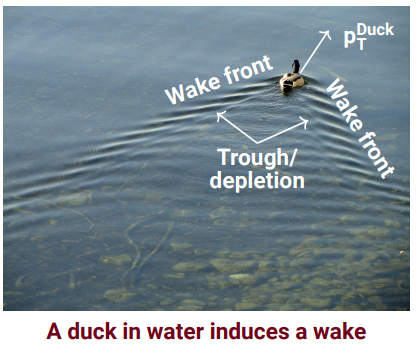 p_T^Duck
Wake front
Wake front
Trough/
depletion
A duck in water induces a wake